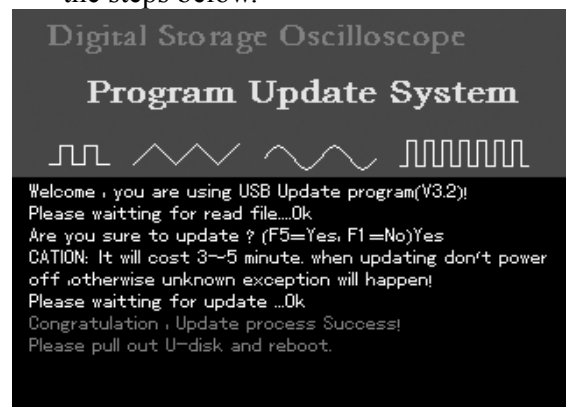 the steps below.
Digital Storage Oscilloscope
Program Update System
Welcome , you are using USB Update program(V3.2)!
Please waitting for read file....Ok
Are you sure to update ? (F5=Yes, F1=No)Yes
CATION: It will cost 3~5 minute. when updating don't power
off ,otherwise unknown exception will happen!
Please waitting for update ...Ok
Congratulation , Update process Success!
Please pull out U-disk and reboot.